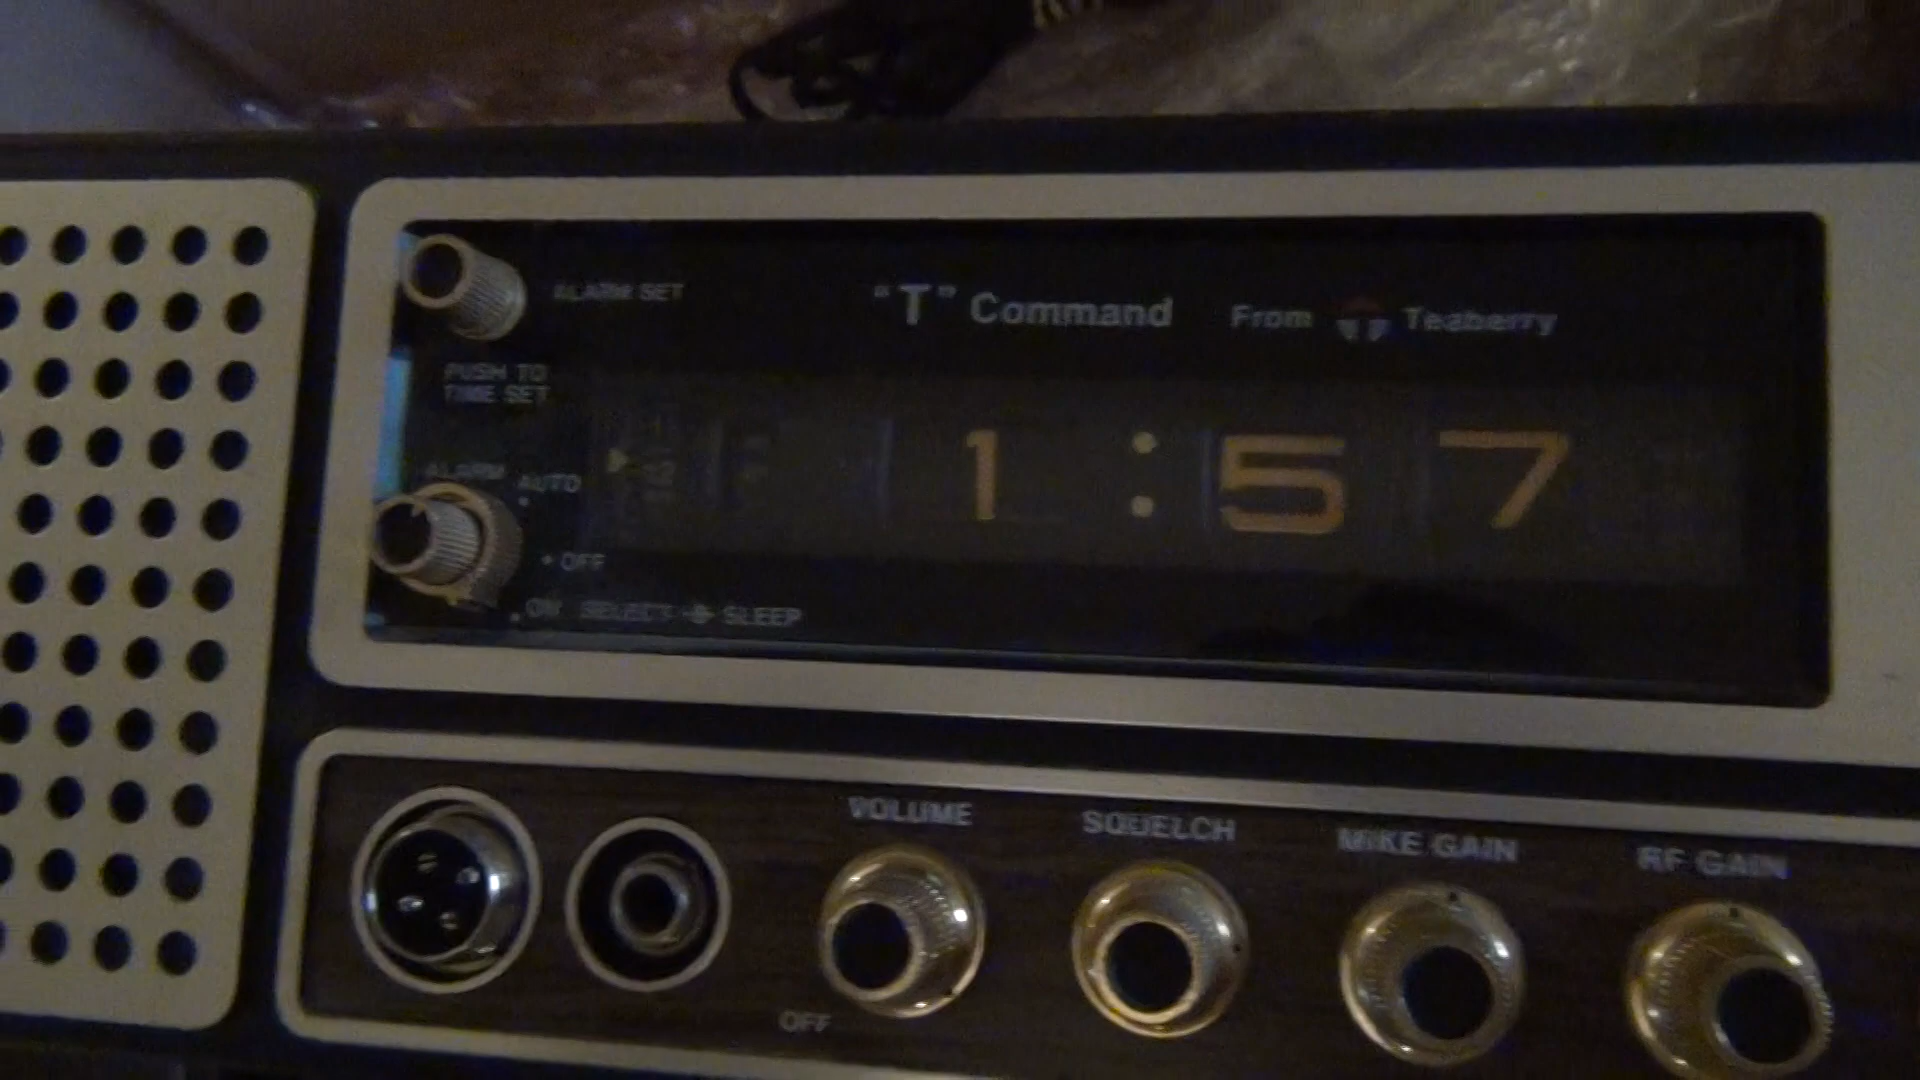 ALARM SET
"T" Command From Teaberry
PUSH TO
TIME SET
1:57
ALARM
AUTO
OFF
ON SELECT SLEEP
VOLUME
SQUELCH
MIKE GAIN
RF GAIN
OFF